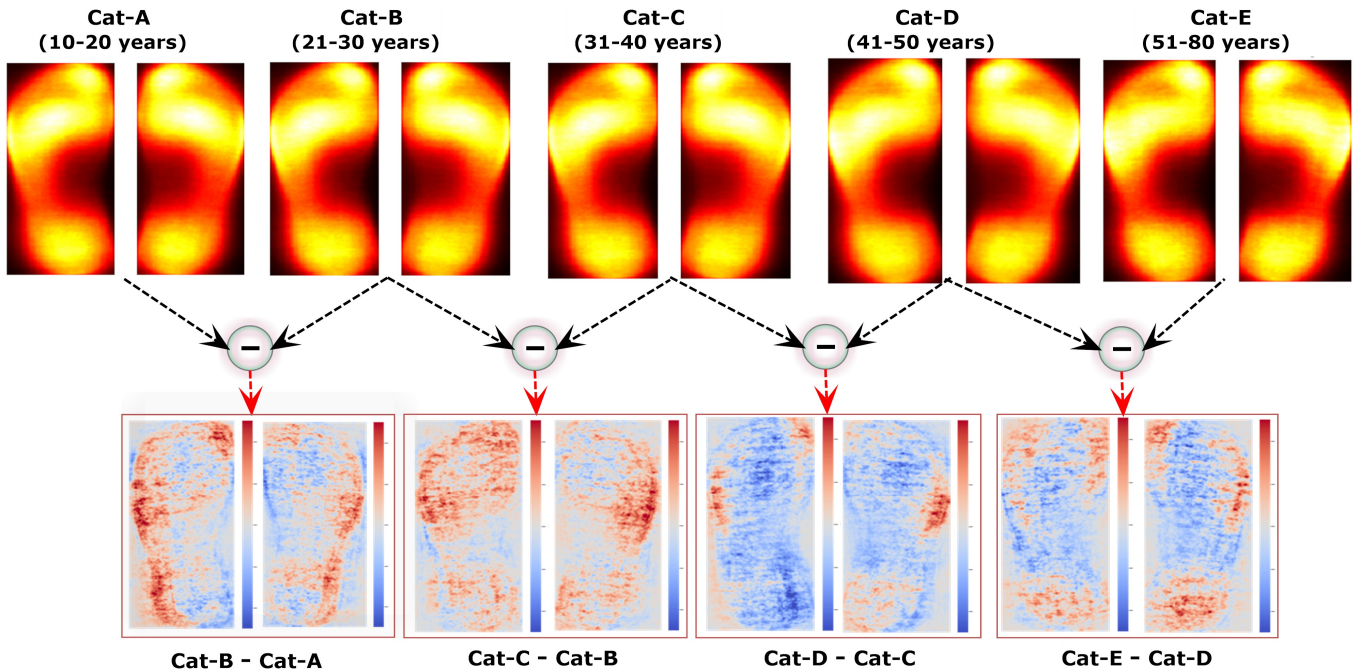 Cat-A
(10-20 years)
Cat-B
(21-30 years)
Cat-C
(31-40 years)
Cat-D
(41-50 years)
Cat-E
(51-80 years)
−
−
−
−
Cat-B – Cat-A
Cat-C – Cat-B
Cat-D – Cat-C
Cat-E – Cat-D